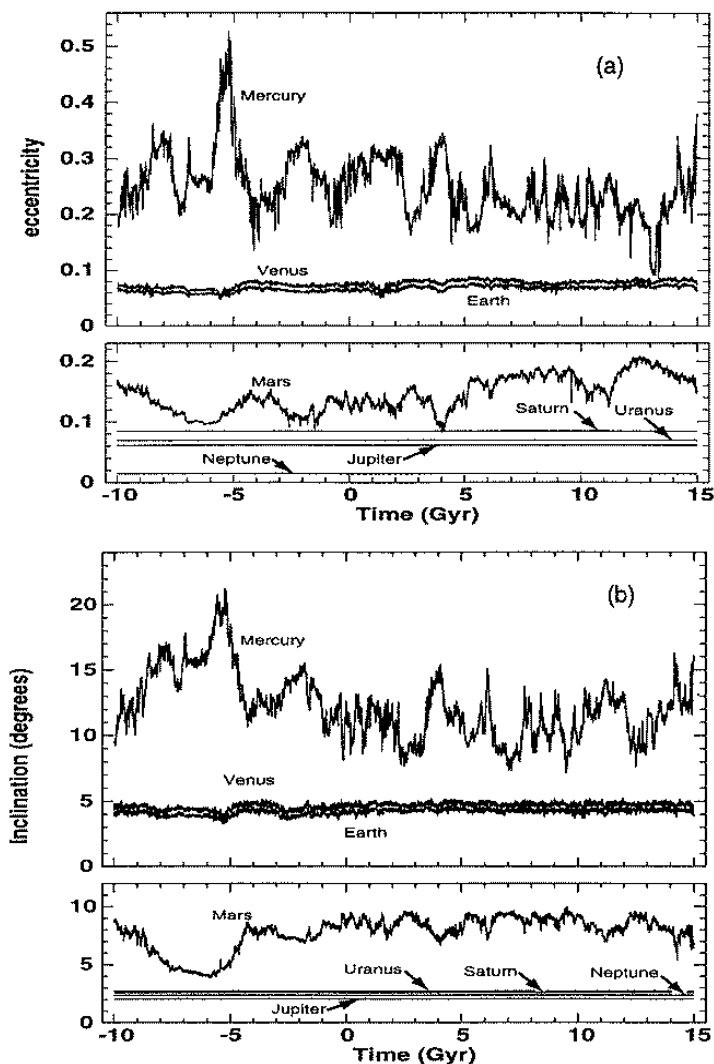 (a)
0.5
0.4
0.3
0.2
0.1
0
eccentricity
Mercury
Venus
Earth
0.2
0.1
0
Mars
Saturn
Uranus
Neptune
Jupiter
-10 -5 0 5 10 15
Time (Gyr)
(b)
20
15
10
5
0
Inclination (degrees)
Mercury
Venus
Earth
10
5
0
Mars
Uranus
Saturn
Neptune
Jupiter
-10 -5 0 5 10 15
Time (Gyr)